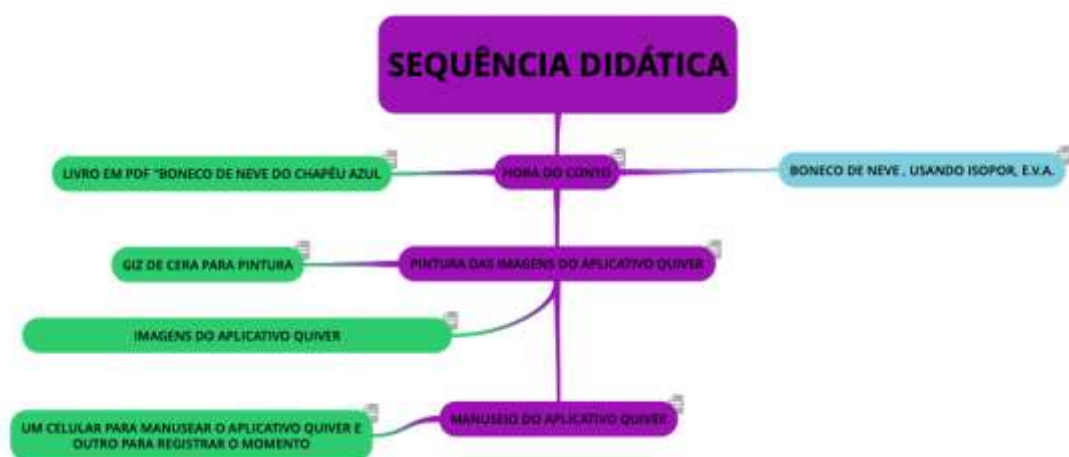 SEQUÊNCIA DIDÁTICA
LIVRO EM PDF "BONECO DE NEVE DO CHAPÉU AZUL
HORA DO CONTO
BONECO DE NEVE , USANDO ISOPOR, E.V.A.
GIZ DE CERA PARA PINTURA
PINTURA DAS IMAGENS DO APLICATIVO QUIVER
IMAGENS DO APLICATIVO QUIVER
MANUSEIO DO APLICATIVO QUIVER
UM CELULAR PARA MANUSEAR O APLICATIVO QUIVER E
OUTRO PARA REGISTRAR O MOMENTO